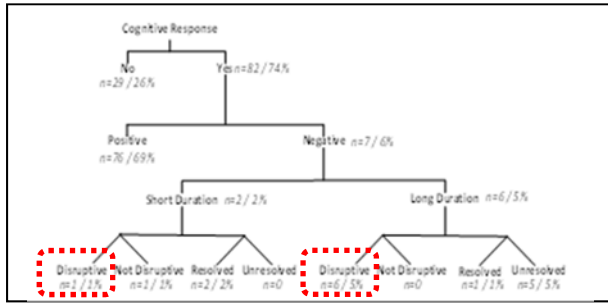 Cognitive Response
No
n=29 / 26%
Yes n=82 / 74%
Positive
n=76 / 69%
Negative n=7 / 6%
Short Duration n=2 / 2%
Long Duration n=6 / 5%
Disruptive
n=1 / 1%
Not Disruptive
n=1 / 1%
Resolved
n=2 / 2%
Unresolved
n=0
Disruptive
n=6 / 5%
Not Disruptive
n=0
Resolved
n=1 / 1%
Unresolved
n=5 / 5%